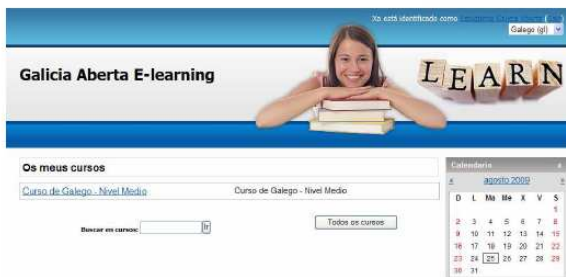 Xa está identificado como
Galego (gl)
Galicia Aberta E-learning
LEARN
Os meus cursos
Curso de Galego - Nivel Medio
Curso de Galego - Nivel Medio
Buscar en cursos:
Ir
Todos os cursos
Calendario
agosto 2009
D L Ma Me X V S
1
2 3 4 5 6 7 8
9 10 11 12 13 14 15
16 17 18 19 20 21 22
23 24 25 26 27 28 29
30 31